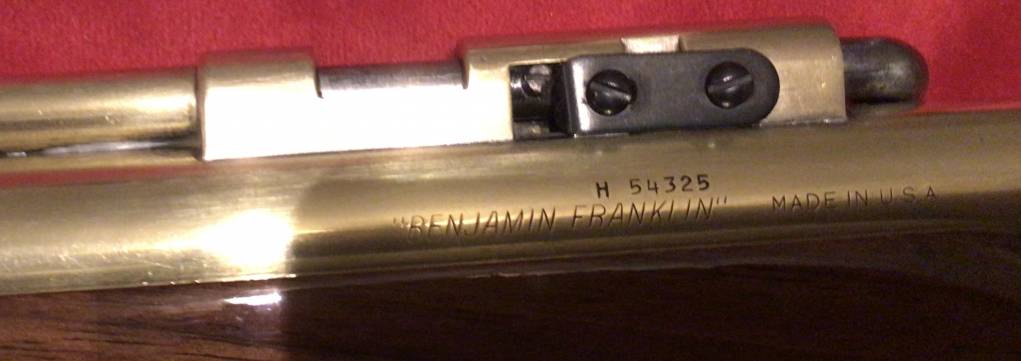 H 54325
"BENJAMIN FRANKLIN" MADE IN U.S.A